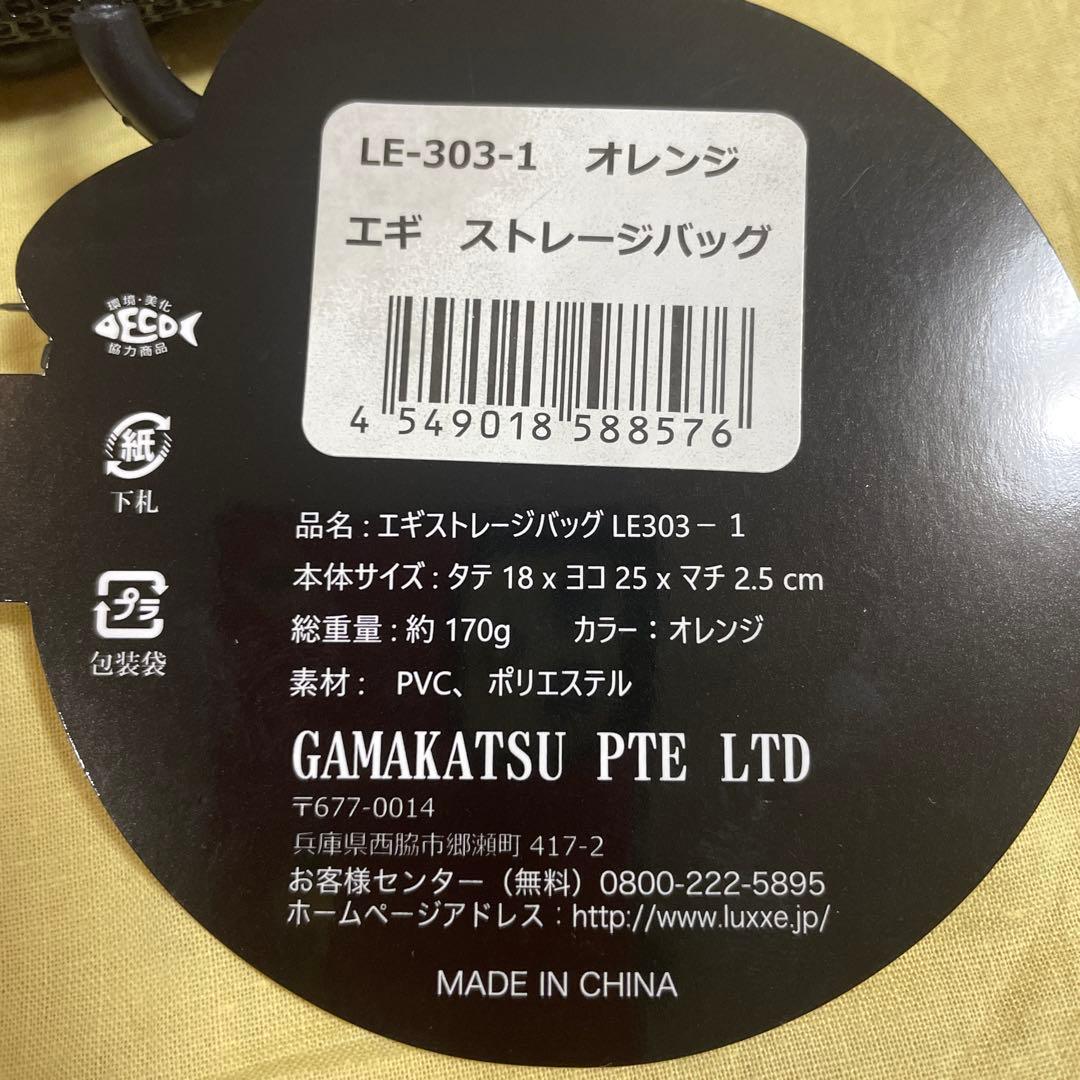 LE-303-1 オレンジ
エギ ストレージバッグ
4 549018 588576
環境・美化
ECO
協力商品
紙
下札
プラ
包装袋
品名 : エギストレージバッグ LE303 − 1
本体サイズ : タテ 18 x ヨコ 25 x マチ 2.5 cm
総重量 : 約 170g カラー : オレンジ
素材 : PVC、ポリエステル
GAMAKATSU PTE LTD
〒677-0014
兵庫県西脇市郷瀬町 417-2
お客様センター（無料）0800-222-5895
ホームページアドレス : http://www.luxxe.jp/
MADE IN CHINA